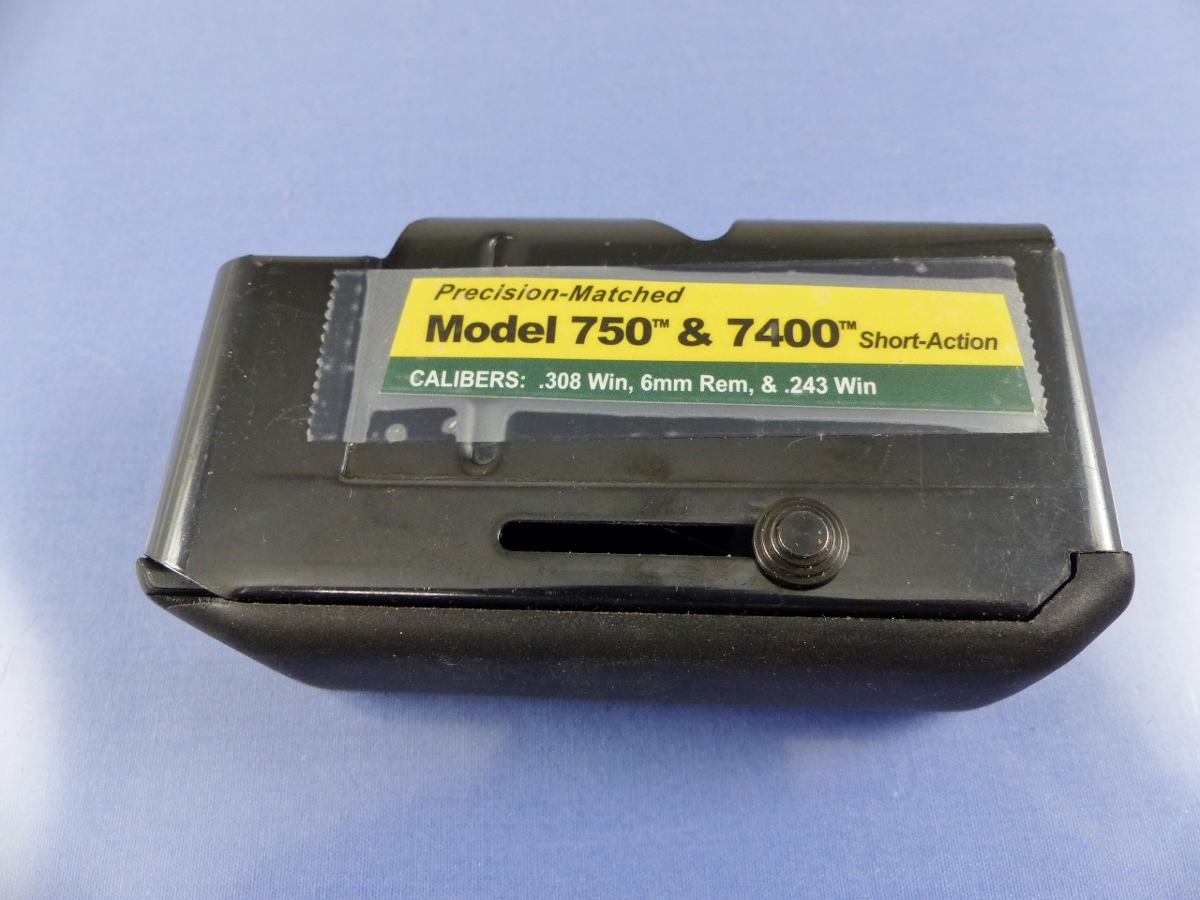 Precision-Matched
Model 750™ & 7400™ Short-Action
CALIBERS: .308 Win, 6mm Rem, & .243 Win